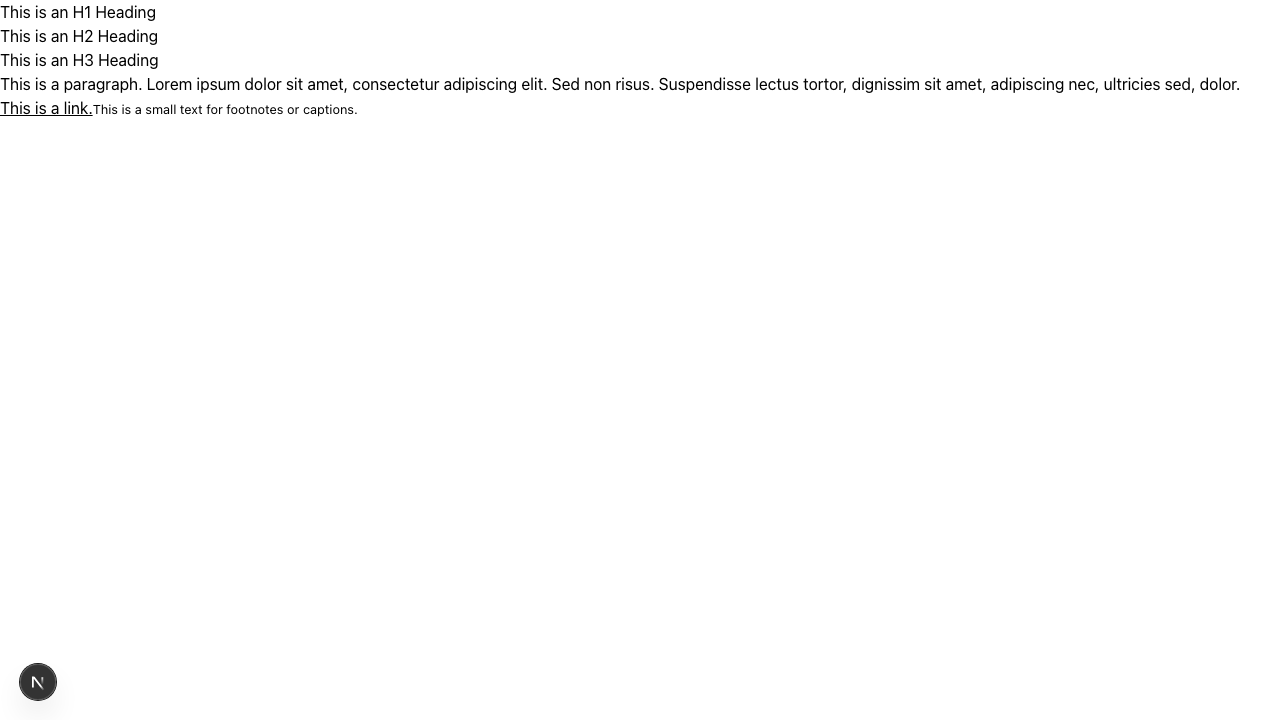 This is an H1 Heading
This is an H2 Heading
This is an H3 Heading
This is a paragraph. Lorem ipsum dolor sit amet, consectetur adipiscing elit. Sed non risus. Suspendisse lectus tortor, dignissim sit amet, adipiscing nec, ultricies sed, dolor.
This is a link.This is a small text for footnotes or captions.
N